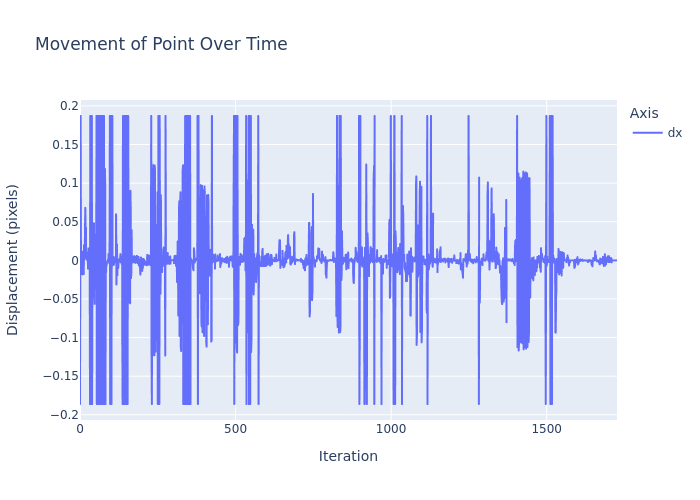 Movement of Point Over Time
Axis
dx
Displacement (pixels)
0.2
0.15
0.1
0.05
0
−0.05
−0.1
−0.15
−0.2
0
500
1000
1500
Iteration